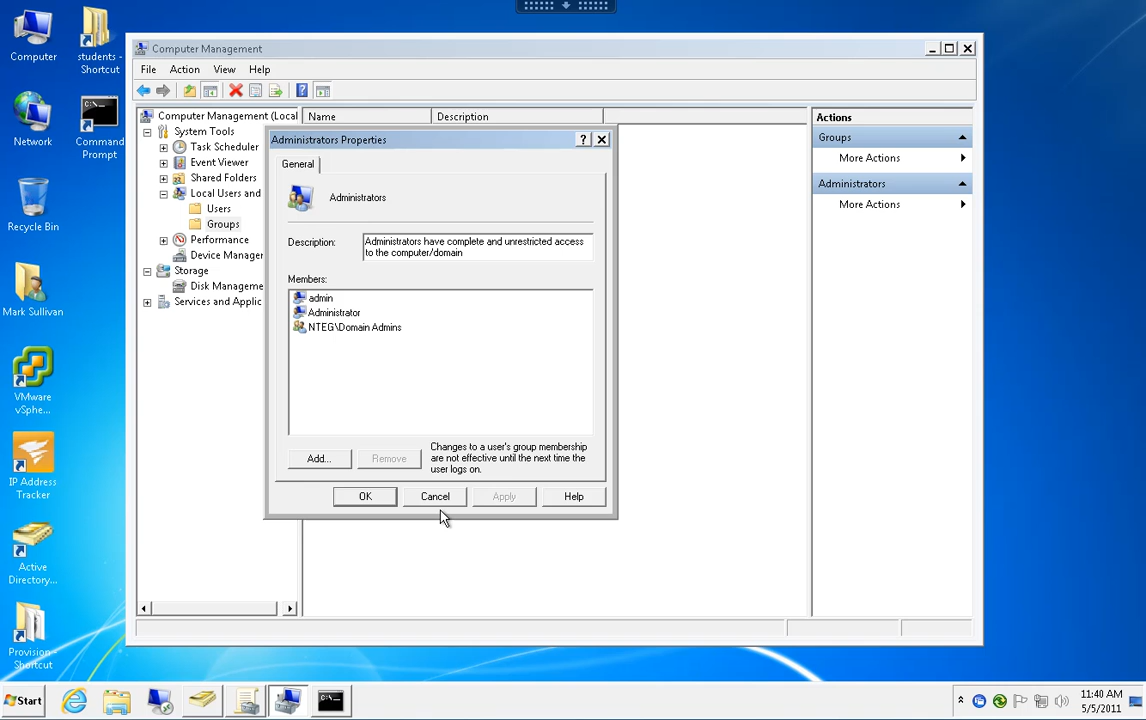 Computer
students -
Shortcut
Network
Command
Prompt
Recycle Bin
Mark Sullivan
VMware
vSphe...
IP Address
Tracker
Active
Directory...
Provision -
Shortcut
Computer Management
File Action View Help
Computer Management (Local
System Tools
Task Scheduler
Event Viewer
Shared Folders
Local Users and
Users
Groups
Performance
Device Manager
Storage
Disk Manageme
Services and Applic
Name Description
Administrators Properties
General
Administrators
Description:
Administrators have complete and unrestricted access
to the computer/domain
Members:
admin
Administrator
NTEG\Domain Admins
Add... Remove
Changes to a user's group membership
are not effective until the next time the
user logs on.
OK Cancel Apply Help
Actions
Groups
More Actions
Administrators
More Actions
Start
11:40 AM
5/5/2011